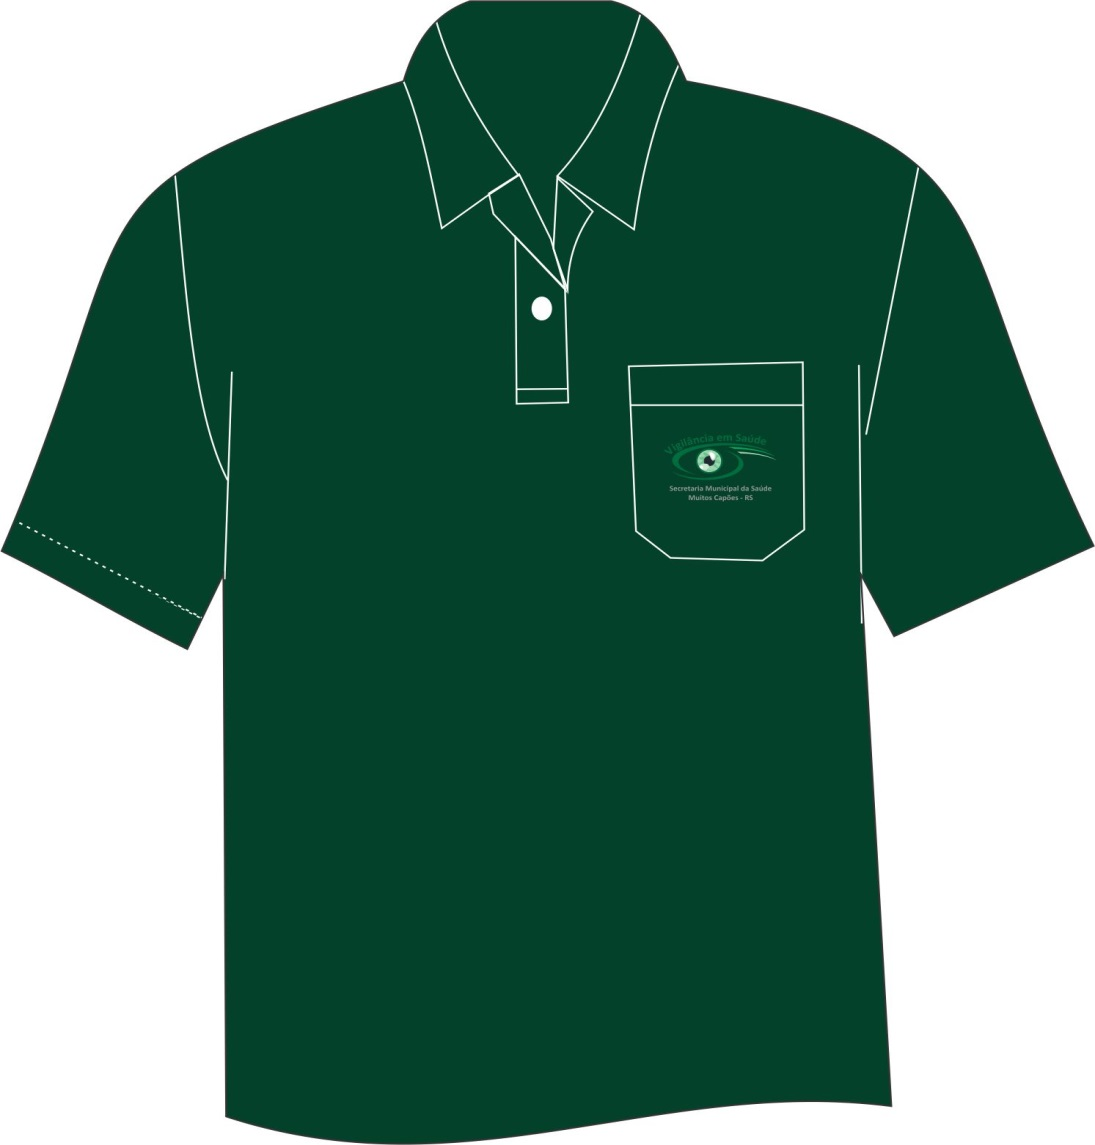 Vigilância em Saúde
Secretaria Municipal da Saúde
Muitos Capões - RS